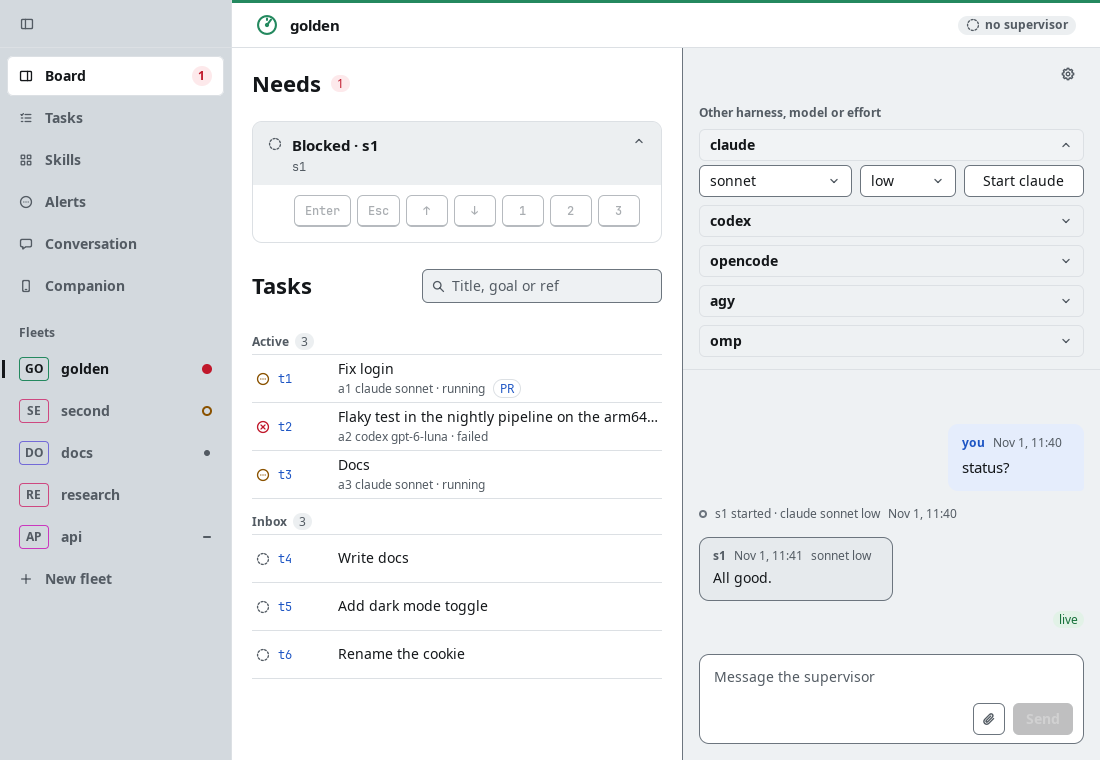 golden
no supervisor
Board 1
Tasks
Skills
Alerts
Conversation
Companion
Fleets
GO golden
SE second
DO docs
RE research
AP api
New fleet
Needs 1
Blocked · s1
s1
Enter Esc ↑ ↓ 1 2 3
Tasks
Title, goal or ref
Active 3
t1 Fix login
a1 claude sonnet · running PR
t2 Flaky test in the nightly pipeline on the arm64…
a2 codex gpt-6-luna · failed
t3 Docs
a3 claude sonnet · running
Inbox 3
t4 Write docs
t5 Add dark mode toggle
t6 Rename the cookie
Other harness, model or effort
claude
sonnet low Start claude
codex
opencode
agy
omp
you Nov 1, 11:40
status?
s1 started · claude sonnet low Nov 1, 11:40
s1 Nov 1, 11:41 sonnet low
All good.
live
Message the supervisor
Send